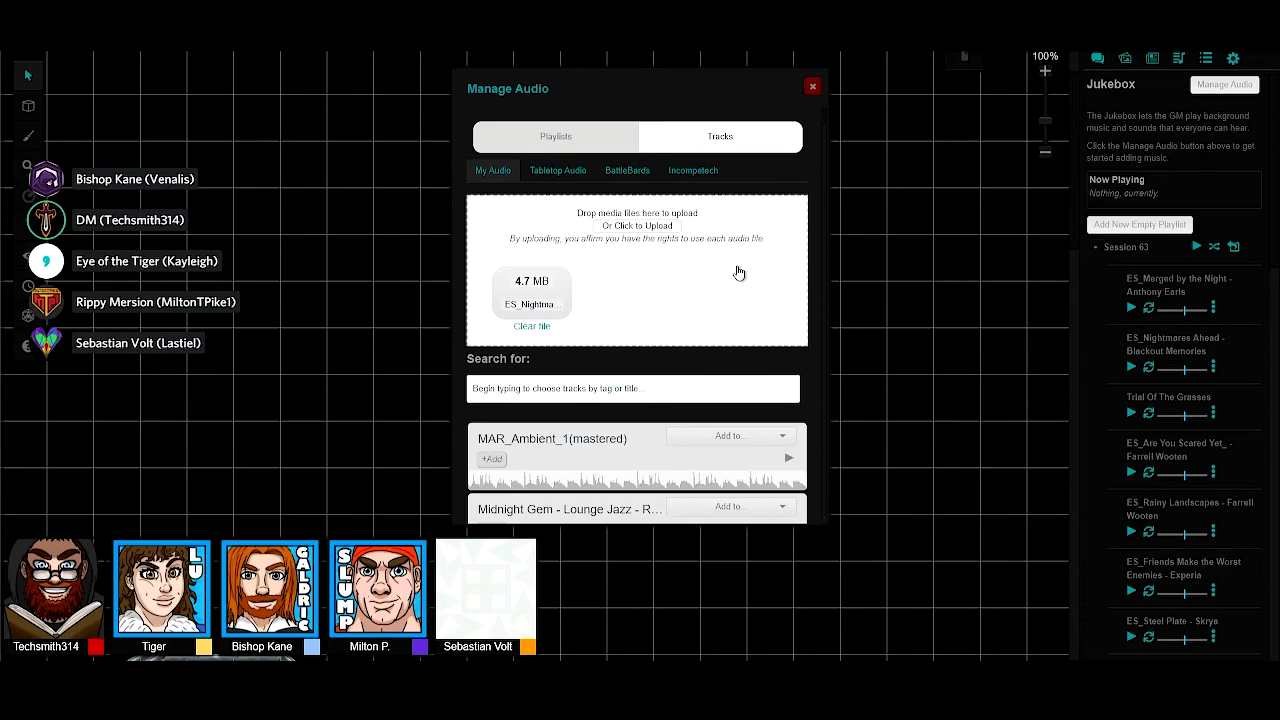 100%
Bishop Kane (Venalis)
DM (Techsmith314)
Eye of the Tiger (Kayleigh)
Rippy Mersion (MiltonTPike1)
Sebastian Volt (Lastiel)
Manage Audio
Playlists
Tracks
My Audio
Tabletop Audio
BattleBards
Incompetech
Drop media files here to upload
Or Click to Upload
By uploading, you affirm you have the rights to use each audio file.
4.7 MB
ES_Nightma...
Clear file
Search for:
Begin typing to choose tracks by tag or title...
MAR_Ambient_1(mastered)
Add to...
+Add
Midnight Gem - Lounge Jazz - R...
Add to...
Jukebox
Manage Audio
The Jukebox lets the GM play background
music and sounds that everyone can hear.
Click the Manage Audio button above to get
started adding music.
Now Playing
Nothing, currently.
Add New Empty Playlist
Session 63
ES_Merged by the Night -
Anthony Earls
ES_Nightmares Ahead -
Blackout Memories
Trial Of The Grasses
ES_Are You Scared Yet_ -
Farrell Wooten
ES_Rainy Landscapes - Farrell
Wooten
ES_Friends Make the Worst
Enemies - Experia
ES_Steel Plate - Skrya
LU
GALDRIC
SLUMP
Techsmith314
Tiger
Bishop Kane
Milton P.
Sebastian Volt